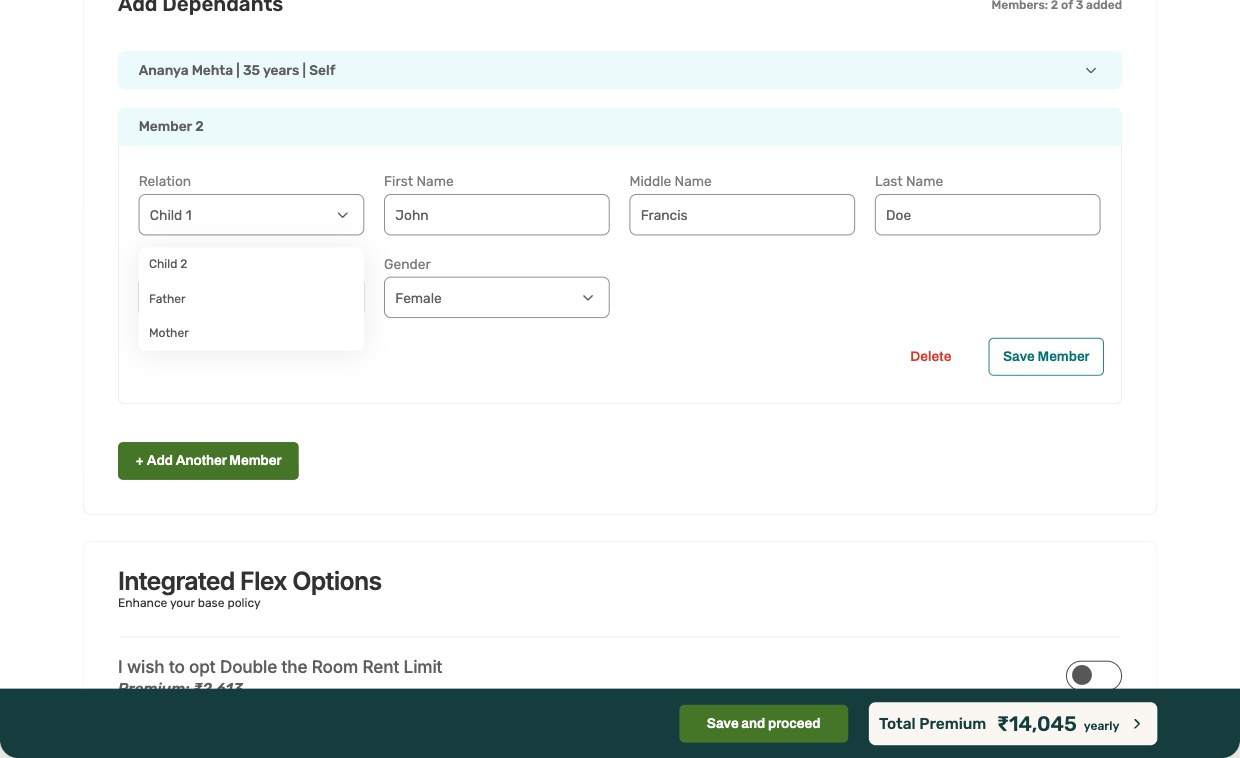 Add Dependants
Members: 2 of 3 added
Ananya Mehta | 35 years | Self
Member 2
Relation
First Name
Middle Name
Last Name
Child 1
John
Francis
Doe
Child 2
Father
Mother
Gender
Female
Delete
Save Member
+ Add Another Member
Integrated Flex Options
Enhance your base policy
I wish to opt Double the Room Rent Limit
Premium: ₹2,613
Save and proceed
Total Premium ₹14,045 yearly